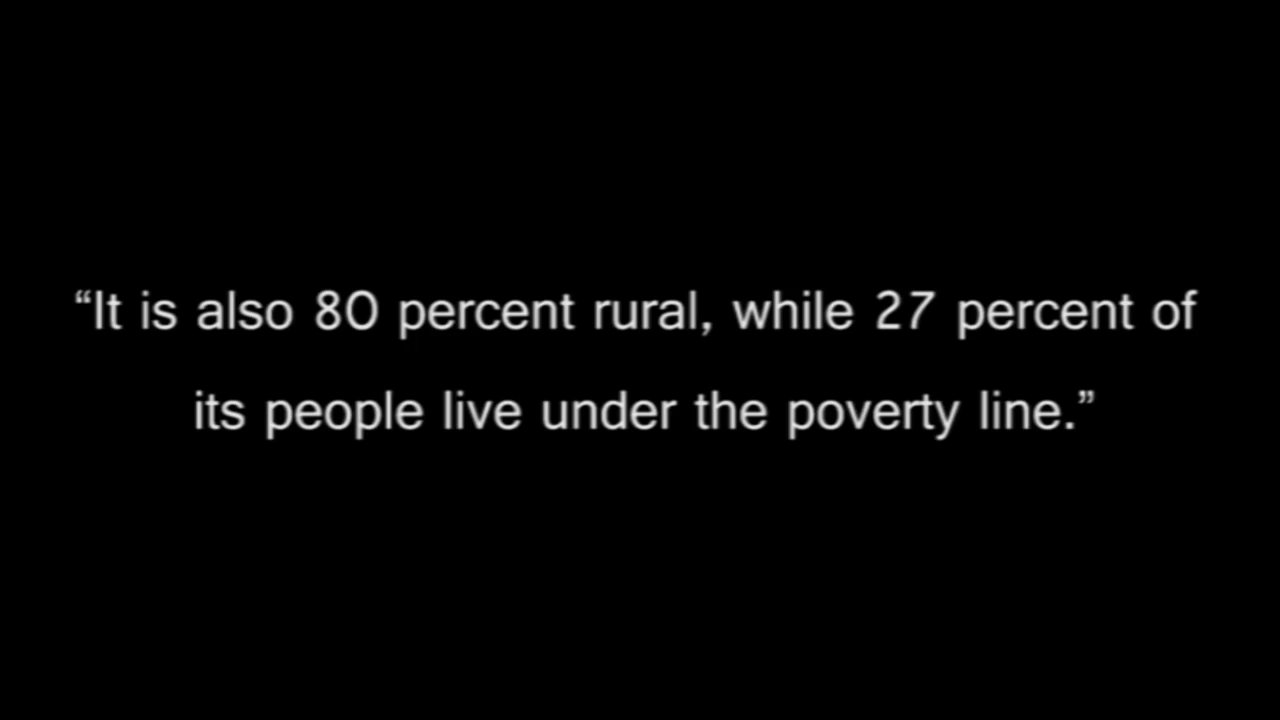 “It is also 80 percent rural, while 27 percent of
its people live under the poverty line.”